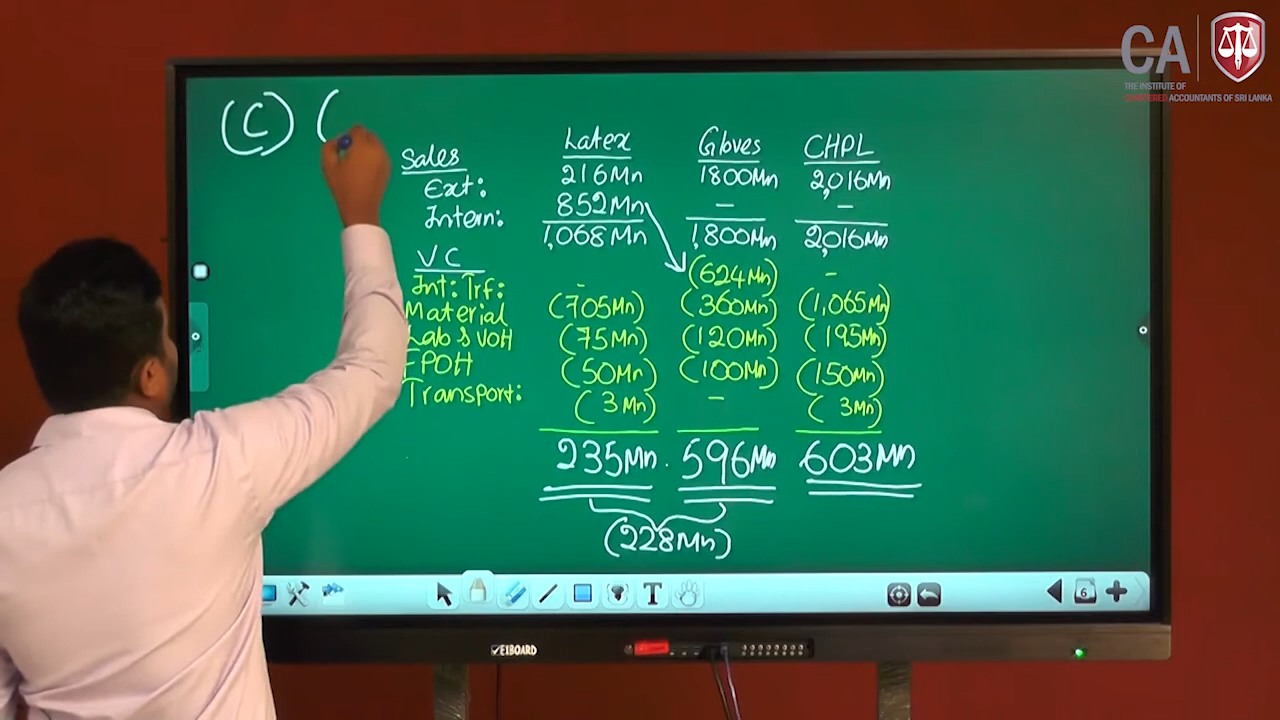 CA
THE INSTITUTE OF
CHARTERED ACCOUNTANTS OF SRI LANKA
(C) (
Latex Gloves CHPL
Sales
Ext: 216Mn 1800Mn 2,016Mn
Intern: 852Mn – –
1,068Mn 1,800Mn 2,016Mn
VC
Int: Trf: - (624Mn) –
Material (705Mn) (360Mn) (1,065Mn)
Lab & VOH (75Mn) (120Mn) (195Mn)
FPOH (50Mn) (100Mn) (150Mn)
Transport: (3Mn) – (3Mn)
235Mn. 596Mn 603Mn
(228Mn)
T
6
EIBOARD